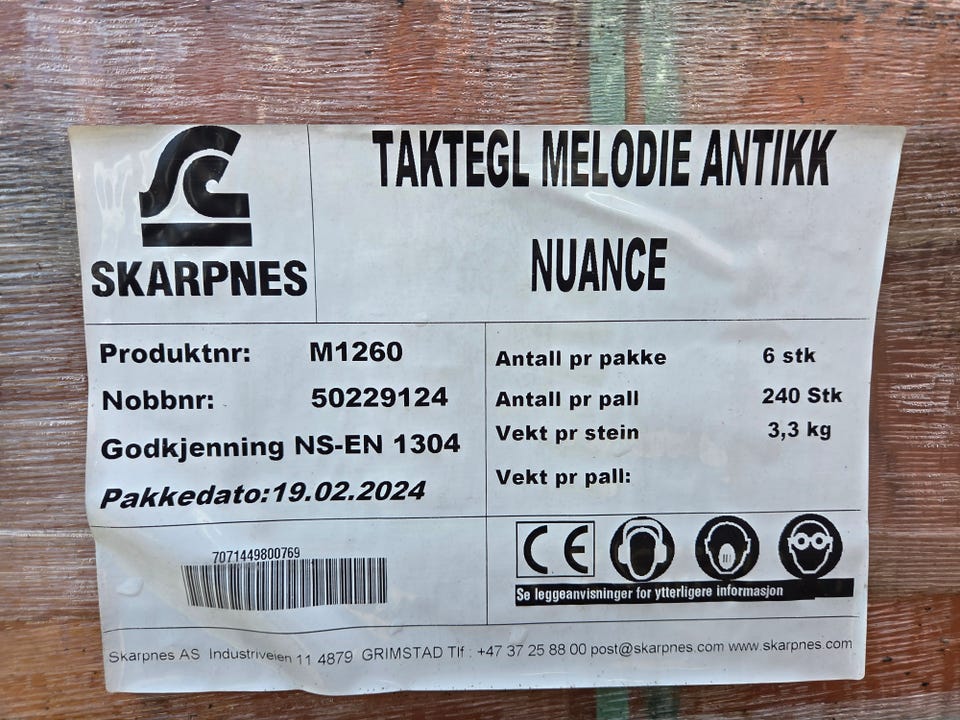 SKARPNES
TAKTEGL MELODIE ANTIKK
NUANCE
Produktnr: M1260
Nobbnr: 50229124
Godkjenning NS-EN 1304
Pakkedato:19.02.2024
Antall pr pakke 6 stk
Antall pr pall 240 Stk
Vekt pr stein 3,3 kg
Vekt pr pall:
7071449800769
CE
Se leggeanvisninger for ytterligere informasjon
Skarpnes AS Industriveien 11 4879 GRIMSTAD Tlf : +47 37 25 88 00 post@skarpnes.com www.skarpnes.com